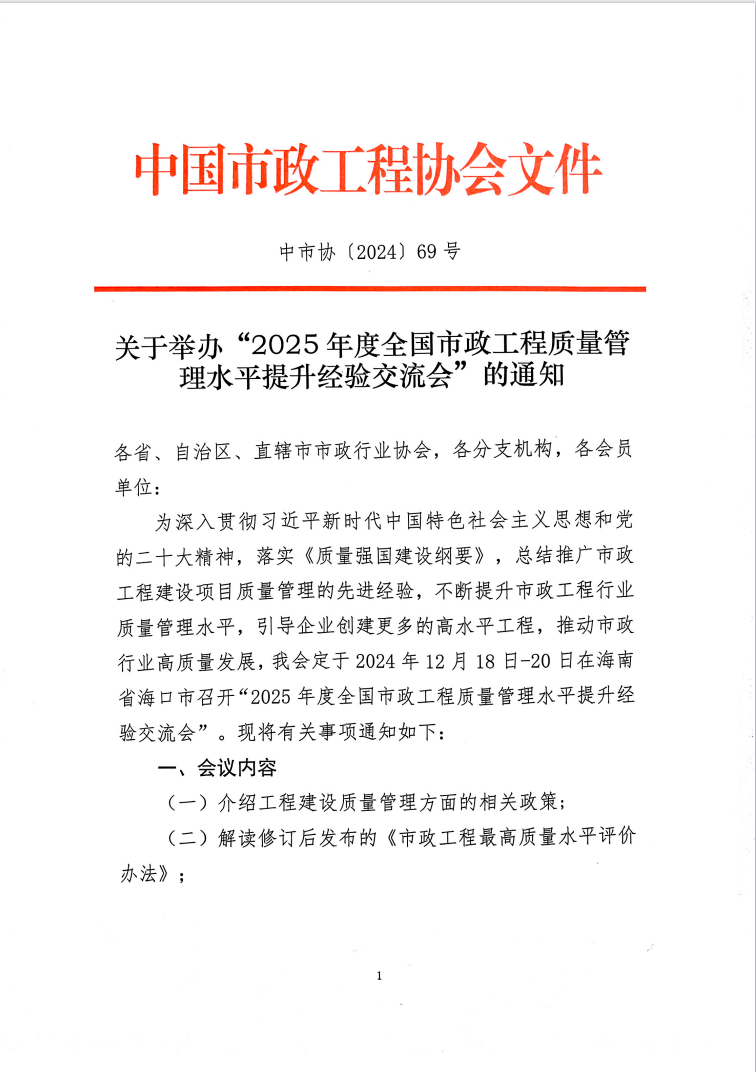 中国市政工程协会文件
中市协〔2024〕69号
关于举办“2025年度全国市政工程质量管
理水平提升经验交流会”的通知
各省、自治区、直辖市市政行业协会，各分支机构，各会员
单位：
为深入贯彻习近平新时代中国特色社会主义思想和党
的二十大精神，落实《质量强国建设纲要》，总结推广市政
工程建设项目质量管理的先进经验，不断提升市政工程行业
质量管理水平，引导企业创建更多的高水平工程，推动市政
行业高质量发展，我会定于2024年12月18日-20日在海南
省海口市召开“2025年度全国市政工程质量管理水平提升经
验交流会”。现将有关事项通知如下：
一、会议内容
（一）介绍工程建设质量管理方面的相关政策；
（二）解读修订后发布的《市政工程最高质量水平评价
办法》；
1